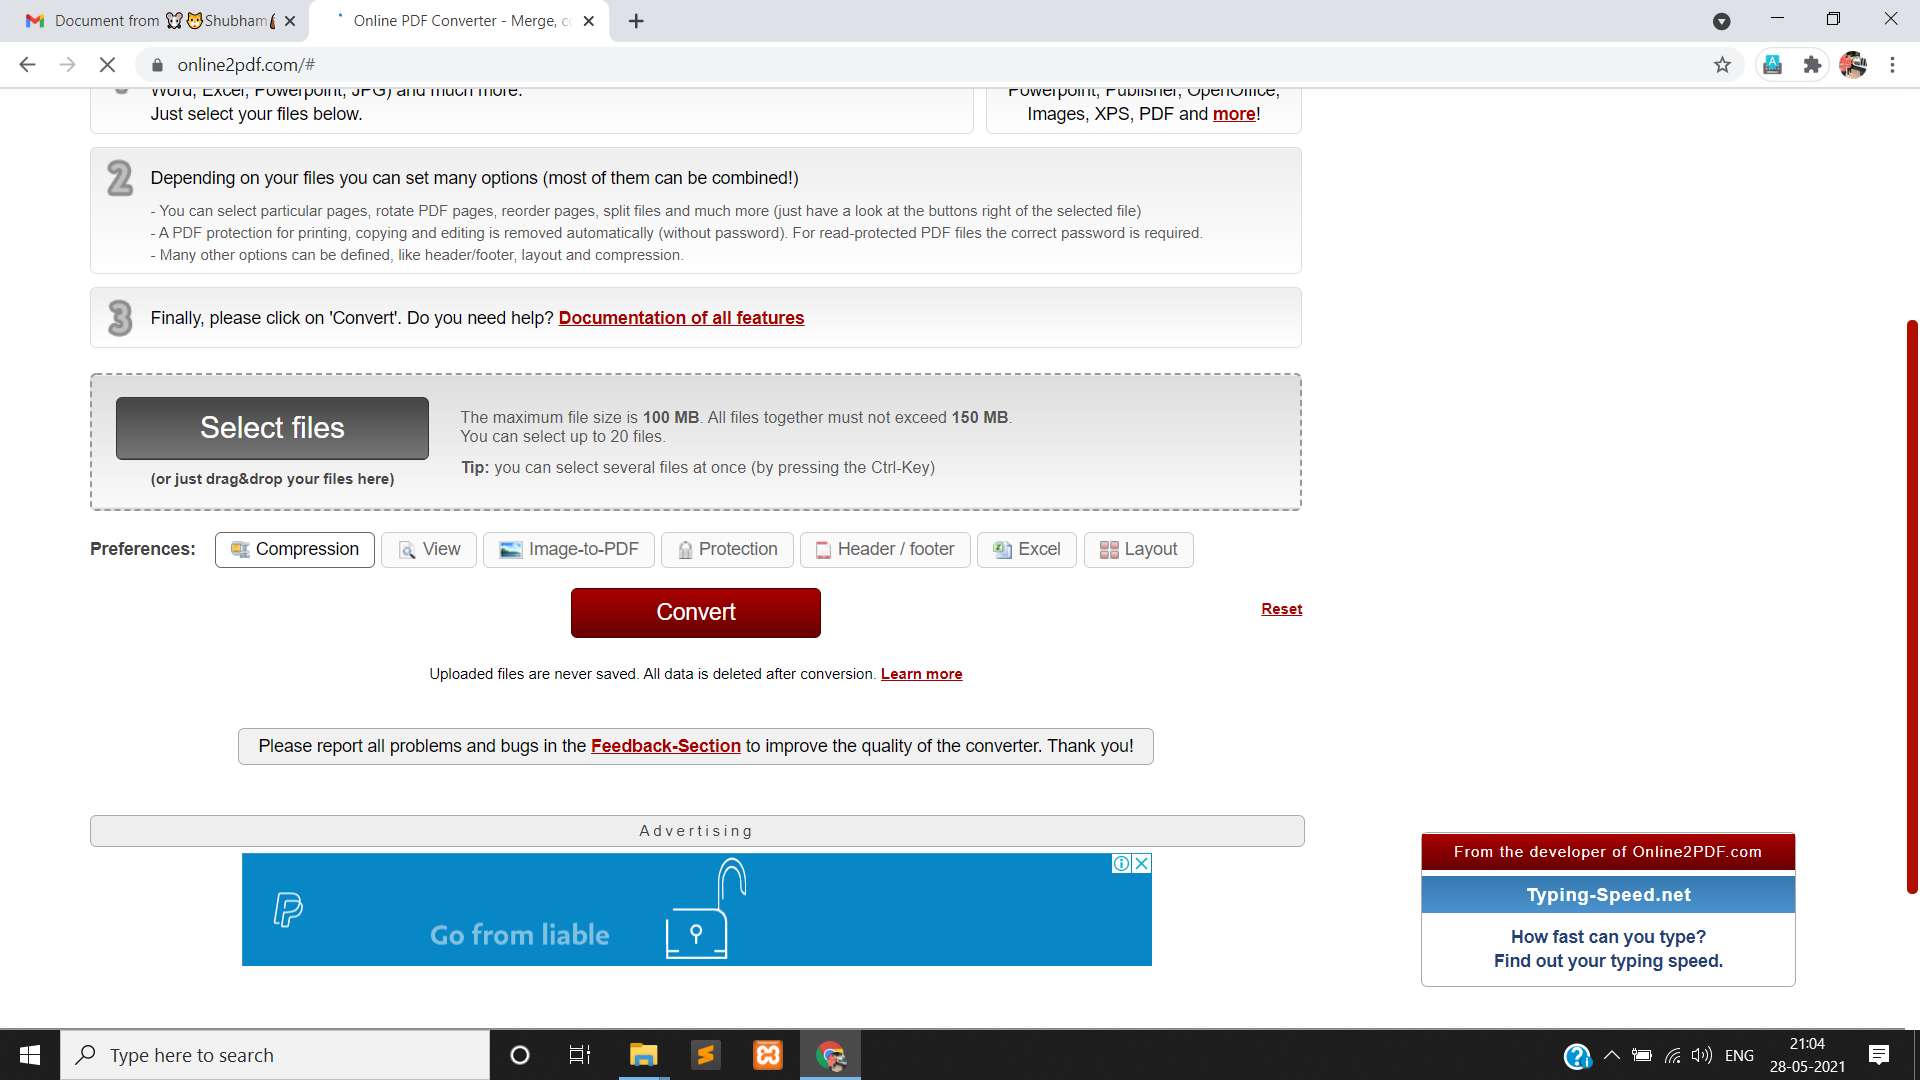 Document from 🐭🐯Shubham
Online PDF Converter - Merge, c
online2pdf.com/#
Word, Excel, Powerpoint, JPG) and much more.
Just select your files below.
Powerpoint, Publisher, OpenOffice,
Images, XPS, PDF and more!
2
Depending on your files you can set many options (most of them can be combined!)
- You can select particular pages, rotate PDF pages, reorder pages, split files and much more (just have a look at the buttons right of the selected file)
- A PDF protection for printing, copying and editing is removed automatically (without password). For read-protected PDF files the correct password is required.
- Many other options can be defined, like header/footer, layout and compression.
3
Finally, please click on 'Convert'. Do you need help? Documentation of all features
Select files
(or just drag&drop your files here)
The maximum file size is 100 MB. All files together must not exceed 150 MB.
You can select up to 20 files.
Tip: you can select several files at once (by pressing the Ctrl-Key)
Preferences: Compression View Image-to-PDF Protection Header / footer Excel Layout
Convert
Reset
Uploaded files are never saved. All data is deleted after conversion. Learn more
Please report all problems and bugs in the Feedback-Section to improve the quality of the converter. Thank you!
Advertising
Go from liable
From the developer of Online2PDF.com
Typing-Speed.net
How fast can you type?
Find out your typing speed.
Type here to search
ENG
21:04
28-05-2021